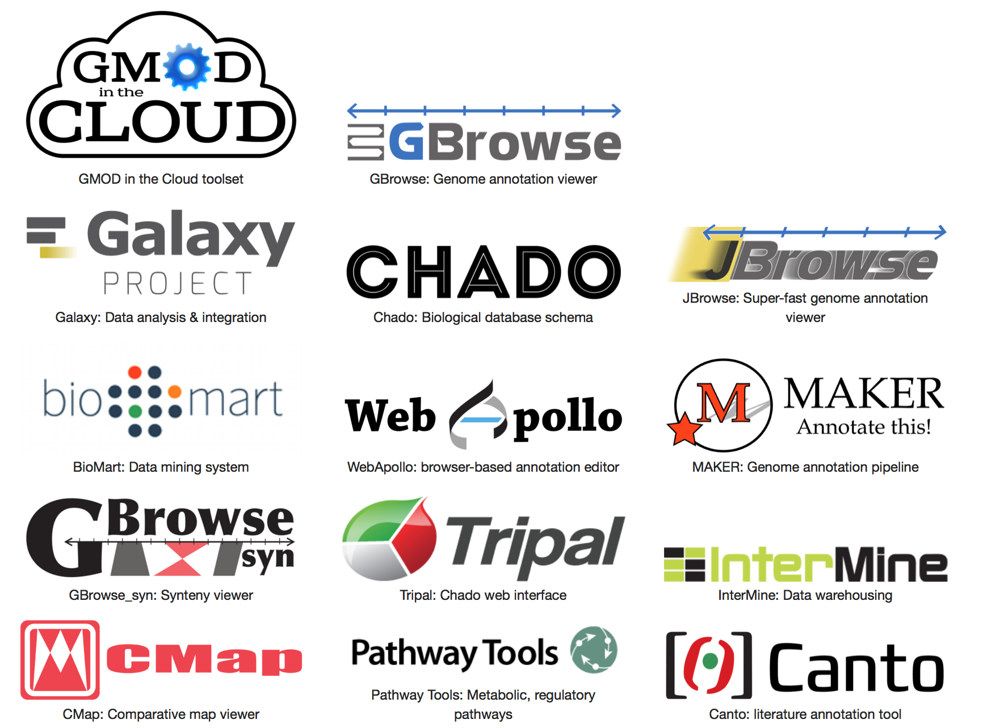 GMOD
in the
CLOUD
GMOD in the Cloud toolset
GBrowse
GBrowse: Genome annotation viewer
Galaxy
PROJECT
Galaxy: Data analysis & integration
CHADO
Chado: Biological database schema
JBrowse
JBrowse: Super-fast genome annotation
viewer
bio mart
BioMart: Data mining system
Web Apollo
WebApollo: browser-based annotation editor
M
MAKER
Annotate this!
MAKER: Genome annotation pipeline
GBrowse
syn
GBrowse_syn: Synteny viewer
Tripal
Tripal: Chado web interface
InterMine
InterMine: Data warehousing
CMap
CMap: Comparative map viewer
Pathway Tools
Pathway Tools: Metabolic, regulatory
pathways
Canto
Canto: literature annotation tool